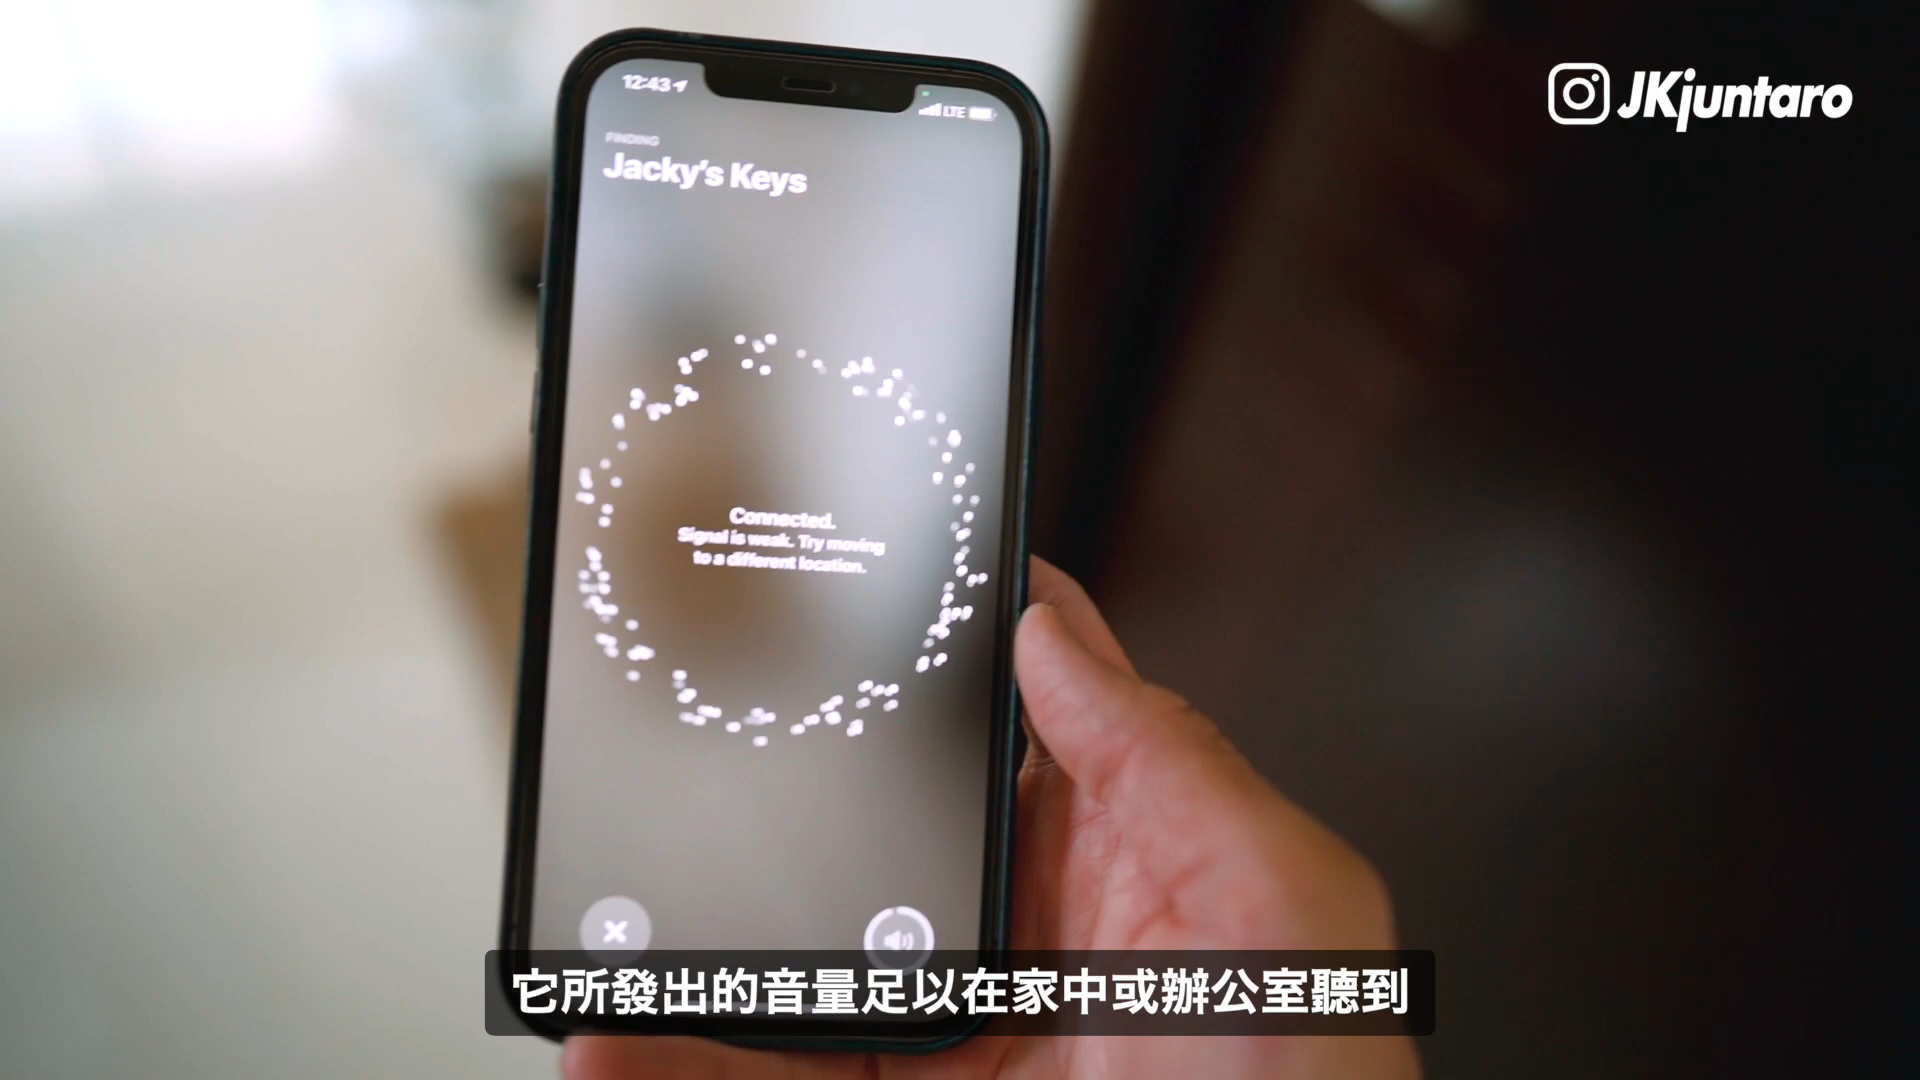 12:43
LTE
JKjuntaro
FINDING
Jacky's Keys
Connected.
Signal is weak. Try moving
to a different location.
它所發出的音量足以在家中或辦公室聽到